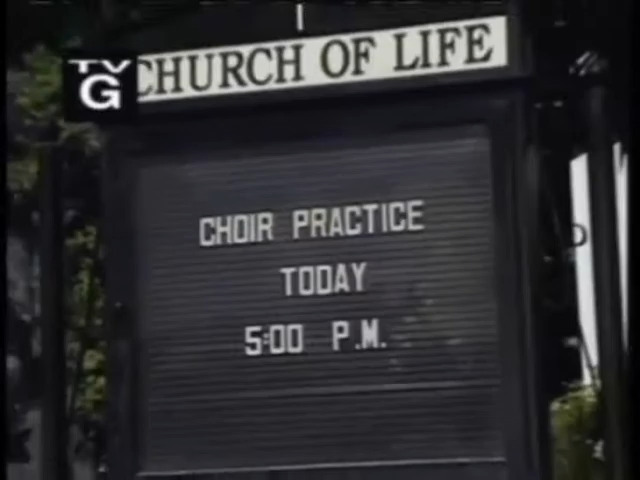 TV
G
CHURCH OF LIFE
CHOIR PRACTICE
TODAY
5:00 P.M.